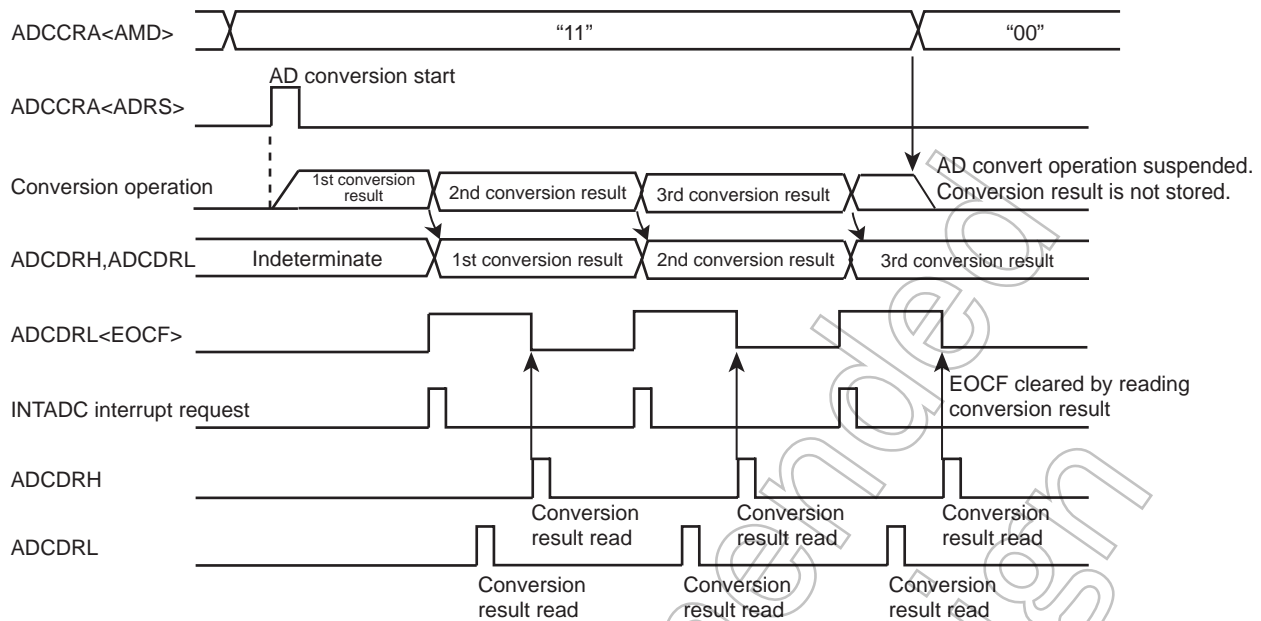 ADCCRA<AMD>
“11”
“00”
AD conversion start
ADCCRA<ADRS>
Conversion operation
1st conversion
result
2nd conversion result
3rd conversion result
AD convert operation suspended.
Conversion result is not stored.
ADCDRH,ADCDRL
Indeterminate
1st conversion result
2nd conversion result
3rd conversion result
ADCDRL<EOCF>
EOCF cleared by reading
conversion result
INTADC interrupt request
ADCDRH
Conversion
result read
Conversion
result read
Conversion
result read
ADCDRL
Conversion
result read
Conversion
result read
Conversion
result read